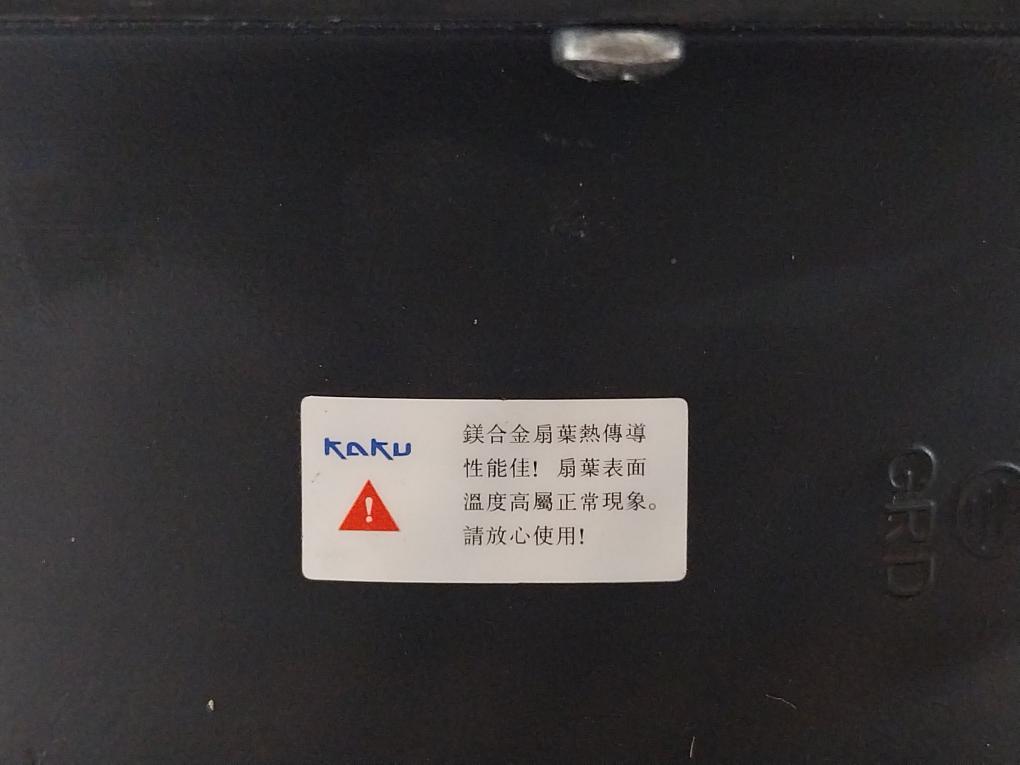 KAKU
!
鎂合金扇葉熱傳導
性能佳! 扇葉表面
溫度高屬正常現象。
請放心使用!
GRD